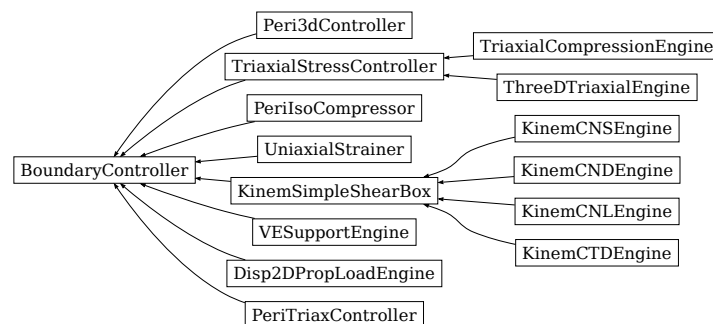 Peri3dController
TriaxialCompressionEngine
TriaxialStressController
ThreeDTriaxialEngine
PeriIsoCompressor
KinemCNSEngine
UniaxialStrainer
KinemCNDEngine
BoundaryController
KinemSimpleShearBox
KinemCNLEngine
VESupportEngine
KinemCTDEngine
Disp2DPropLoadEngine
PeriTriaxController